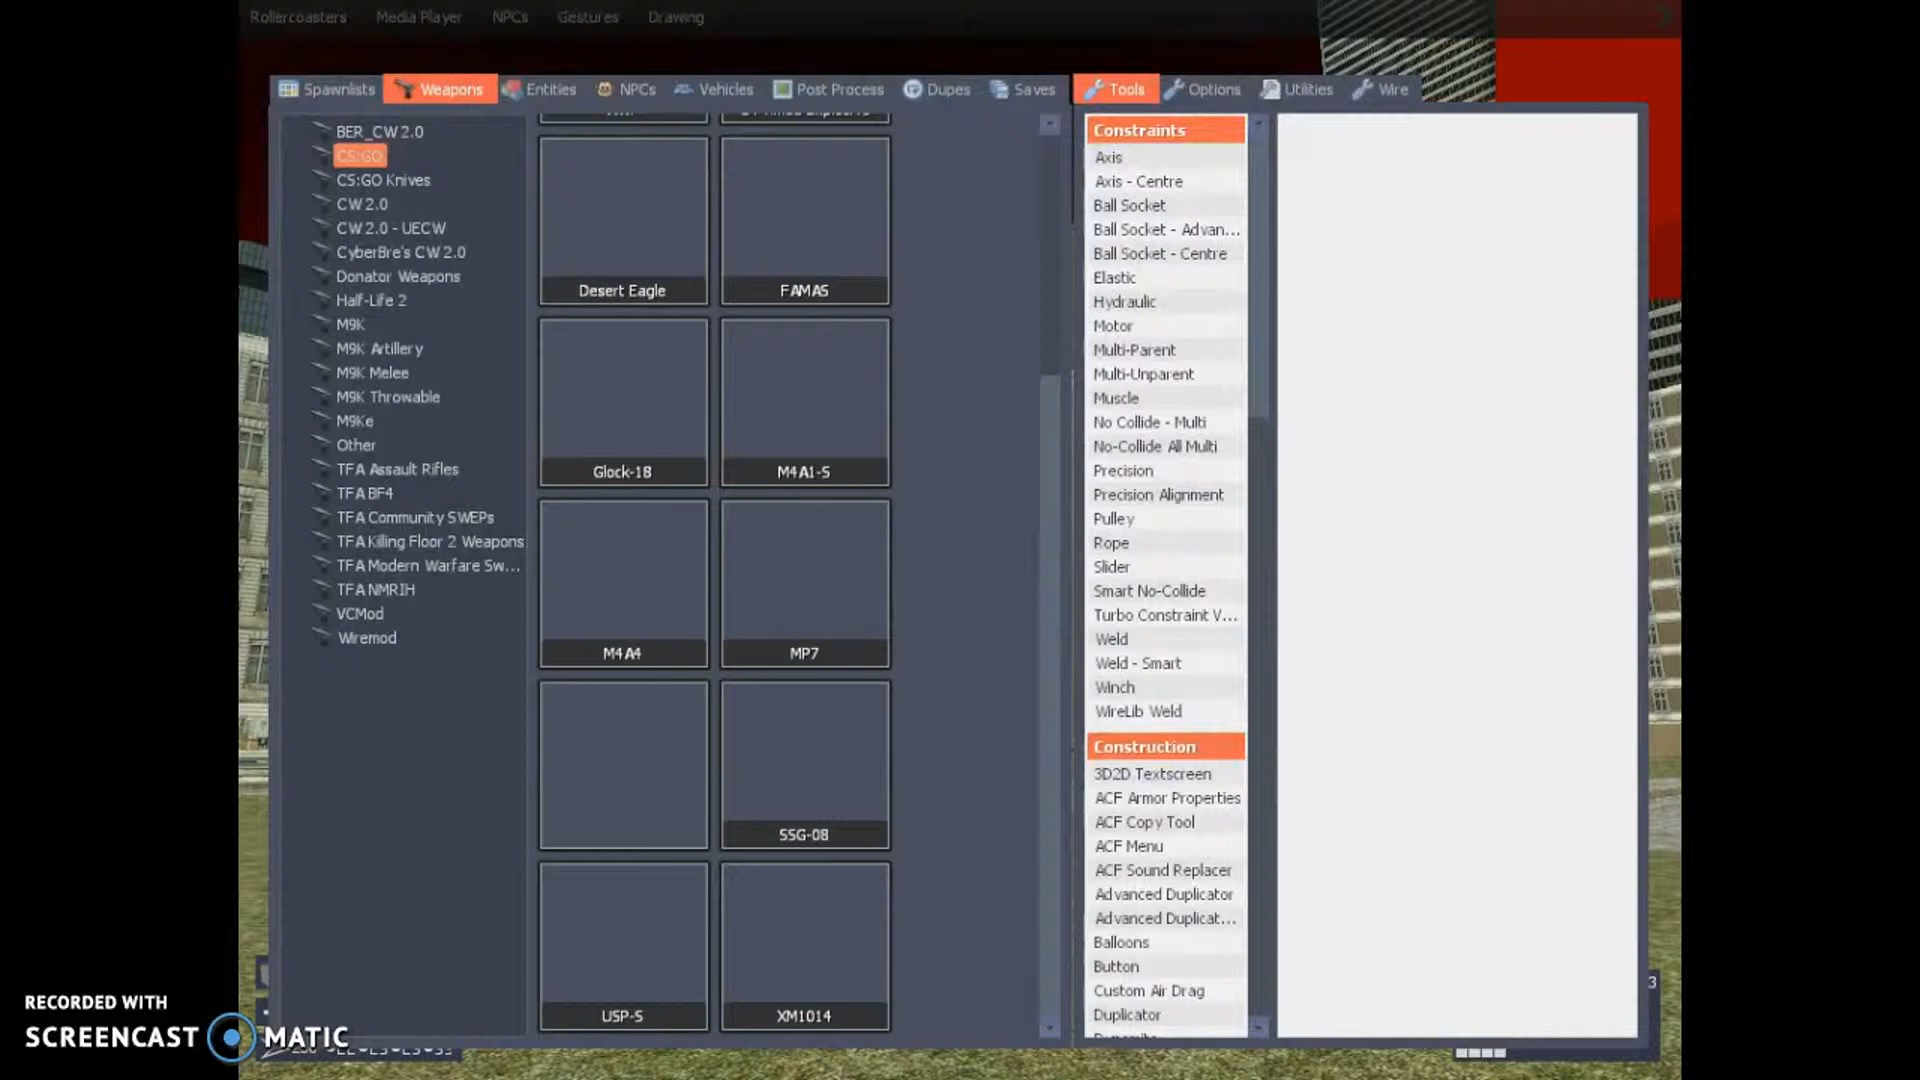 Rollercoasters Media Player NPCs Gestures Drawing
Spawnlists Weapons Entities NPCs Vehicles Post Process Dupes Saves
Tools Options Utilities Wire
BER_CW 2.0
CS:GO
CS:GO Knives
CW 2.0
CW 2.0 - UECW
CyberBre's CW 2.0
Donator Weapons
Half-Life 2
M9K
M9K Artillery
M9K Melee
M9K Throwable
M9Ke
Other
TFA Assault Rifles
TFA BF4
TFA Community SWEPs
TFA Killing Floor 2 Weapons
TFA Modern Warfare Sw...
TFA NMRIH
VCMod
Wiremod
Desert Eagle
FAMAS
Glock-18
M4A1-S
M4A4
MP7
SSG-08
USP-S
XM1014
Constraints
Axis
Axis - Centre
Ball Socket
Ball Socket - Advan...
Ball Socket - Centre
Elastic
Hydraulic
Motor
Multi-Parent
Multi-Unparent
Muscle
No Collide - Multi
No-Collide All Multi
Precision
Precision Alignment
Pulley
Rope
Slider
Smart No-Collide
Turbo Constraint V...
Weld
Weld - Smart
Winch
WireLib Weld
Construction
3D2D Textscreen
ACF Armor Properties
ACF Copy Tool
ACF Menu
ACF Sound Replacer
Advanced Duplicator
Advanced Duplicat...
Balloons
Button
Custom Air Drag
Duplicator
3
RECORDED WITH
SCREENCAST MATIC